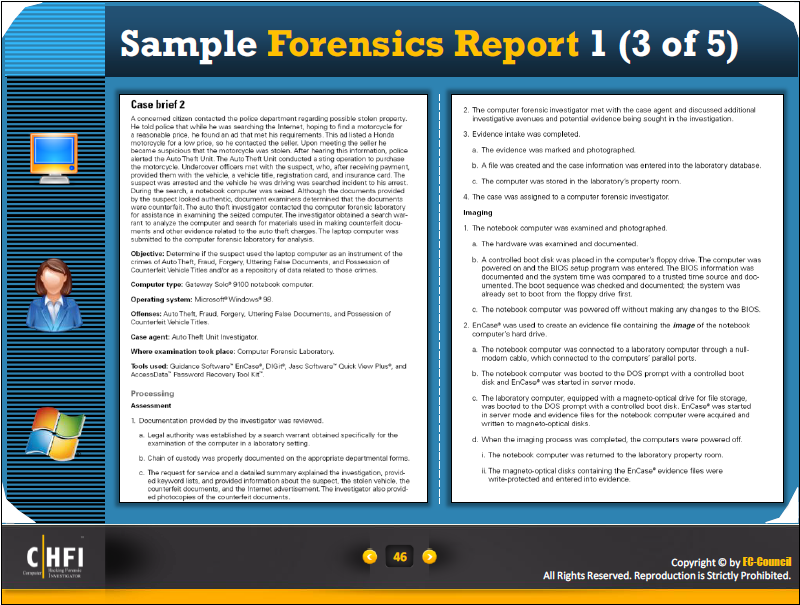 Sample Forensics Report 1 (3 of 5)
Case brief 2
A concerned citizen contacted the police department regarding possible stolen property.
He told police that while he was searching the Internet, hoping to find a motorcycle for
a reasonable price, he found an ad that met his requirements. This ad listed a Honda
motorcycle for a low price, so he contacted the seller. Upon meeting the seller he
became suspicious that the motorcycle was stolen. After hearing this information, police
alerted the Auto Theft Unit. The Auto Theft Unit conducted a sting operation to purchase
the motorcycle. Undercover officers met with the suspect, who, after receiving payment,
provided them with the vehicle, a vehicle title, registration card, and insurance card. The
suspect was arrested and the vehicle he was driving was searched incident to his arrest.
During the search, a notebook computer was seized. Although the documents provided
by the suspect looked authentic, document examiners determined that the documents
were counterfeit. The auto theft investigator contacted the computer forensic laboratory
for assistance in examining the seized computer. The investigator obtained a search war-
rant to analyze the computer and search for materials used in making counterfeit docu-
ments and other evidence related to the auto theft charges. The laptop computer was
submitted to the computer forensic laboratory for analysis.
Objective: Determine if the suspect used the laptop computer as an instrument of the
crimes of Auto Theft, Fraud, Forgery, Uttering False Documents, and Possession of
Counterfeit Vehicle Titles and/or as a repository of data related to those crimes.
Computer type: Gateway Solo® 9100 notebook computer.
Operating system: Microsoft® Windows® 98.
Offenses: Auto Theft, Fraud, Forgery, Uttering False Documents, and Possession of
Counterfeit Vehicle Titles.
Case agent: Auto Theft Unit Investigator.
Where examination took place: Computer Forensic Laboratory.
Tools used: Guidance Software™ EnCase®, DIGit®, Jasc Software™ Quick View Plus®, and
AccessData™ Password Recovery Tool Kit™.
Processing
Assessment
1. Documentation provided by the investigator was reviewed.
a. Legal authority was established by a search warrant obtained specifically for the
examination of the computer in a laboratory setting.
b. Chain of custody was properly documented on the appropriate departmental forms.
c. The request for service and a detailed summary explained the investigation, provid-
ed keyword lists, and provided information about the suspect, the stolen vehicle, the
counterfeit documents, and the Internet advertisement. The investigator also provid-
ed photocopies of the counterfeit documents.
2. The computer forensic investigator met with the case agent and discussed additional
investigative avenues and potential evidence being sought in the investigation.
3. Evidence intake was completed.
a. The evidence was marked and photographed.
b. A file was created and the case information was entered into the laboratory database.
c. The computer was stored in the laboratory's property room.
4. The case was assigned to a computer forensic investigator.
Imaging
1. The notebook computer was examined and photographed.
a. The hardware was examined and documented.
b. A controlled boot disk was placed in the computer's floppy drive. The computer was
powered on and the BIOS setup program was entered. The BIOS information was
documented and the system time was compared to a trusted time source and doc-
umented. The boot sequence was checked and documented; the system was
already set to boot from the floppy drive first.
c. The notebook computer was powered off without making any changes to the BIOS.
2. EnCase® was used to create an evidence file containing the image of the notebook
computer's hard drive.
a. The notebook computer was connected to a laboratory computer through a null-
modem cable, which connected to the computers' parallel ports.
b. The notebook computer was booted to the DOS prompt with a controlled boot
disk and EnCase® was started in server mode.
c. The laboratory computer, equipped with a magneto-optical drive for file storage,
was booted to the DOS prompt with a controlled boot disk. EnCase® was started
in server mode and evidence files for the notebook computer were acquired and
written to magneto-optical disks.
d. When the imaging process was completed, the computers were powered off.
i. The notebook computer was returned to the laboratory property room.
ii. The magneto-optical disks containing the EnCase® evidence files were
write-protected and entered into evidence.
CHFI
Computer Hacking Forensic
INVESTIGATOR
46
Copyright © by EC-Council
All Rights Reserved. Reproduction is Strictly Prohibited.